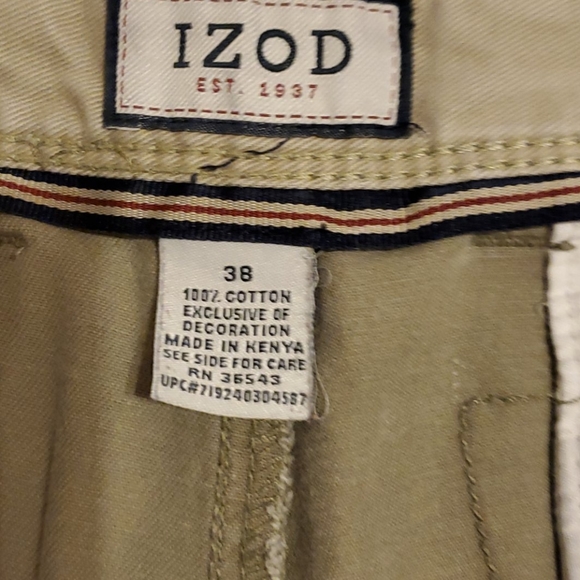 IZOD
EST. 1937
38
100% COTTON
EXCLUSIVE OF
DECORATION
MADE IN KENYA
SEE SIDE FOR CARE
RN 36543
UPC#719240304587